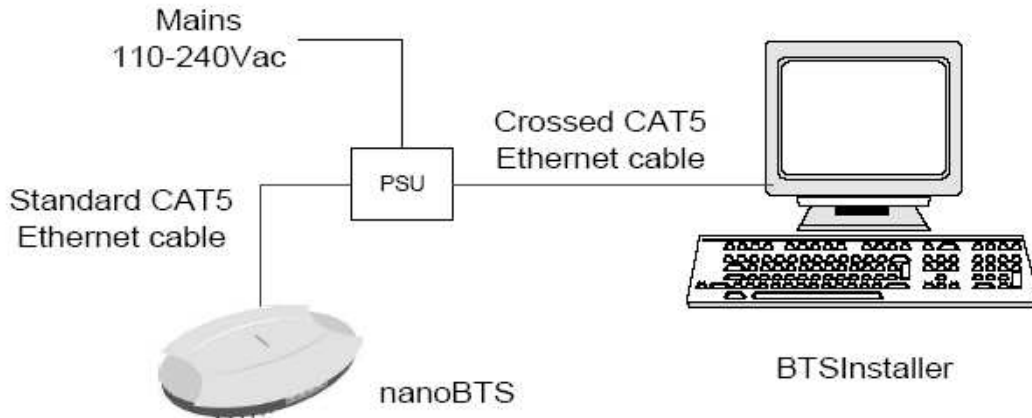 Mains
110-240Vac
Crossed CAT5
Ethernet cable
PSU
Standard CAT5
Ethernet cable
nanoBTS
BTSInstaller